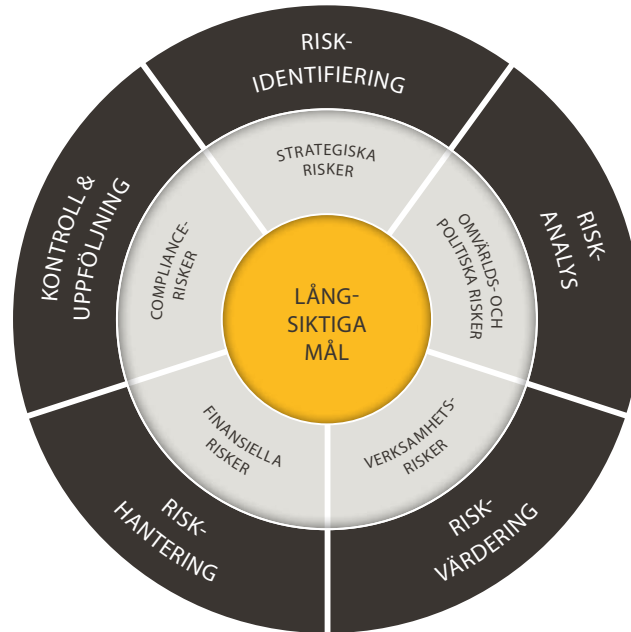 RISK-
IDENTIFIERING
RISK-
ANALYS
RISK-
VÄRDERING
RISK-
HANTERING
KONTROLL &
UPPFÖLJNING
STRATEGISKA
RISKER
OMVÄRLDS- OCH
POLITISKA RISKER
VERKSAMHETS-
RISKER
FINANSIELLA
RISKER
COMPLIANCE-
RISKER
LÅNG-
SIKTIGA
MÅL